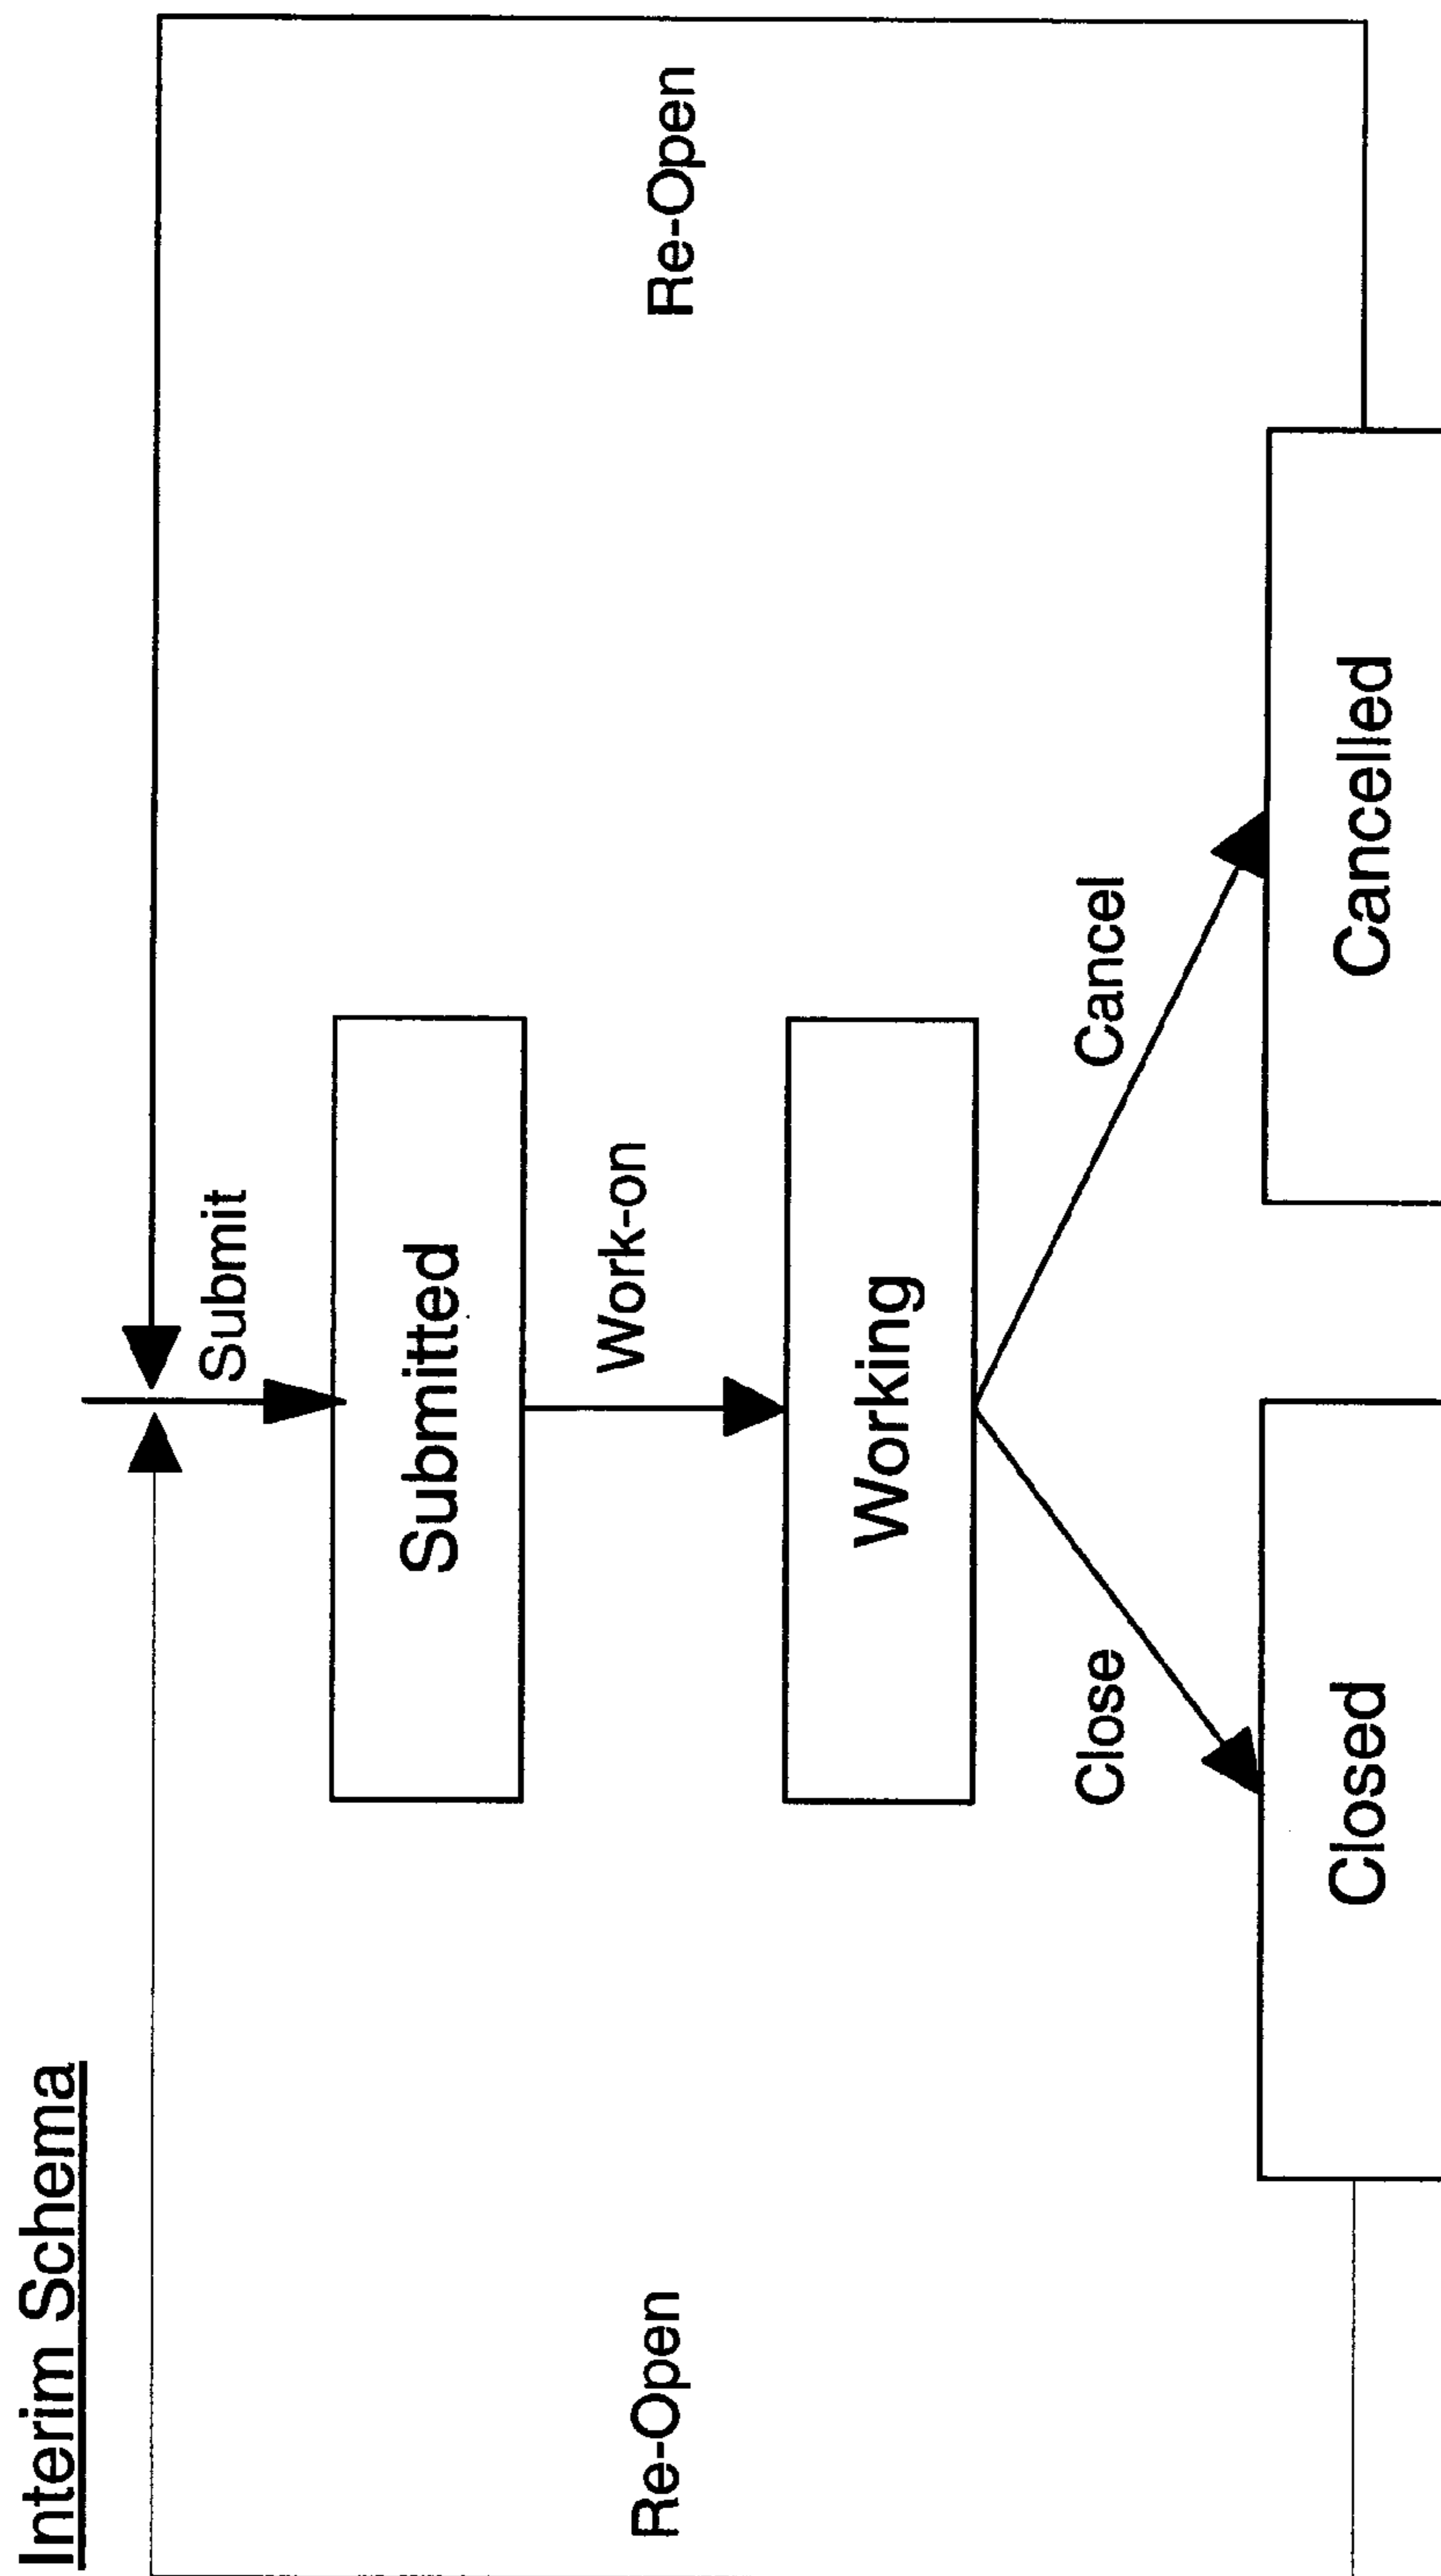 Interim Schema
Submit
Submitted
Re-Open
Work-on
Re-Open
Working
Close
Cancel
Closed
Cancelled